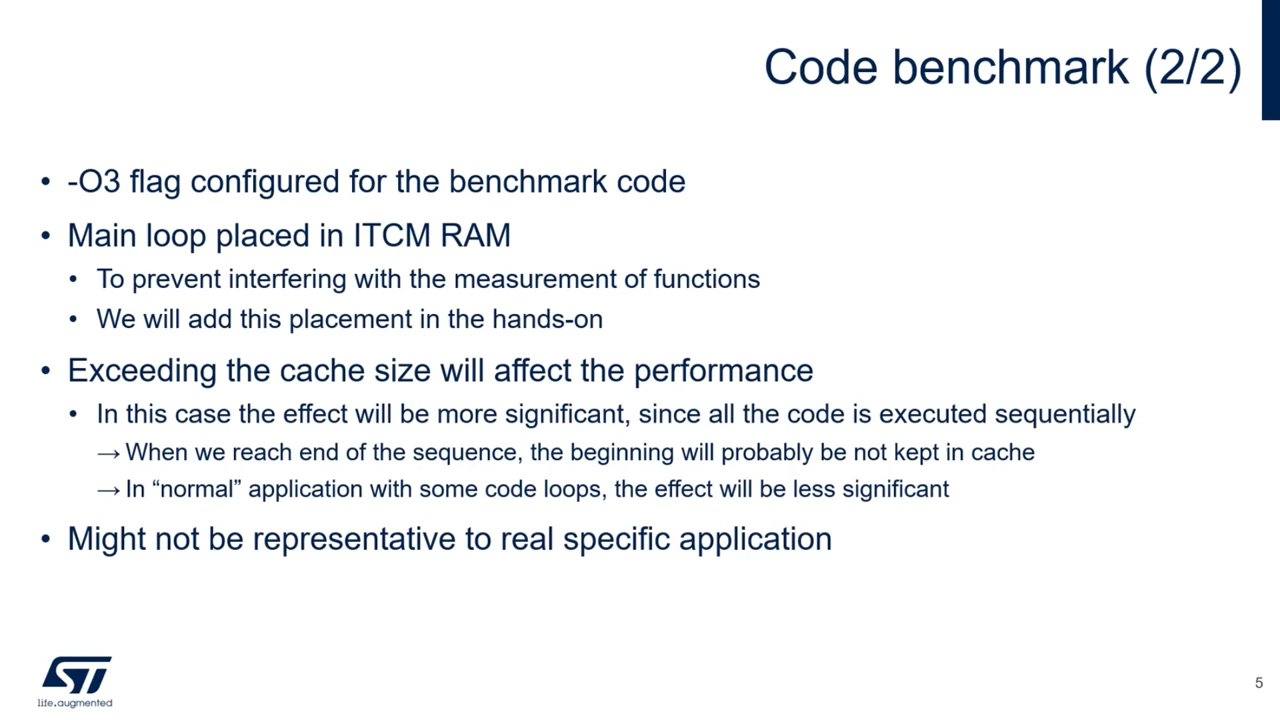 Code benchmark (2/2)
• -O3 flag configured for the benchmark code
• Main loop placed in ITCM RAM
• To prevent interfering with the measurement of functions
• We will add this placement in the hands-on
• Exceeding the cache size will affect the performance
• In this case the effect will be more significant, since all the code is executed sequentially
→ When we reach end of the sequence, the beginning will probably be not kept in cache
→ In “normal” application with some code loops, the effect will be less significant
• Might not be representative to real specific application
ST
life.augmented
5